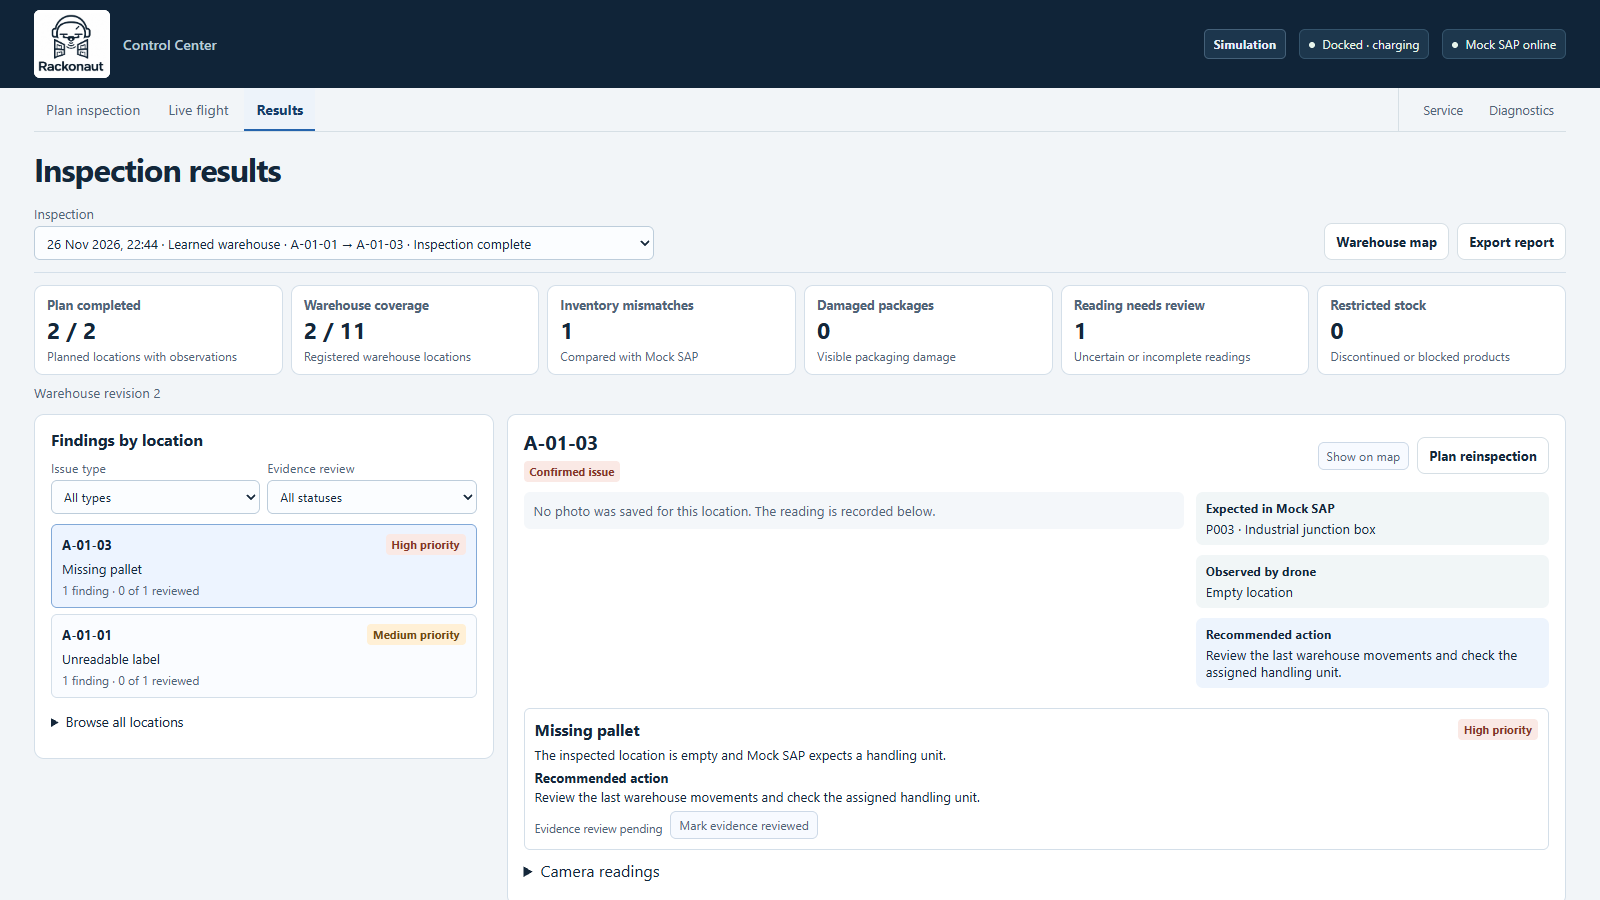 Rackonaut
Control Center
Simulation
Docked · charging
Mock SAP online
Plan inspection
Live flight
Results
Service
Diagnostics
Inspection results
Inspection
26 Nov 2026, 22:44 · Learned warehouse · A-01-01 → A-01-03 · Inspection complete
Warehouse map
Export report
Plan completed
2 / 2
Planned locations with observations
Warehouse coverage
2 / 11
Registered warehouse locations
Inventory mismatches
1
Compared with Mock SAP
Damaged packages
0
Visible packaging damage
Reading needs review
1
Uncertain or incomplete readings
Restricted stock
0
Discontinued or blocked products
Warehouse revision 2
Findings by location
Issue type
Evidence review
All types
All statuses
A-01-03
High priority
Missing pallet
1 finding · 0 of 1 reviewed
A-01-01
Medium priority
Unreadable label
1 finding · 0 of 1 reviewed
Browse all locations
A-01-03
Confirmed issue
Show on map
Plan reinspection
No photo was saved for this location. The reading is recorded below.
Expected in Mock SAP
P003 · Industrial junction box
Observed by drone
Empty location
Recommended action
Review the last warehouse movements and check the
assigned handling unit.
Missing pallet
High priority
The inspected location is empty and Mock SAP expects a handling unit.
Recommended action
Review the last warehouse movements and check the assigned handling unit.
Evidence review pending
Mark evidence reviewed
Camera readings